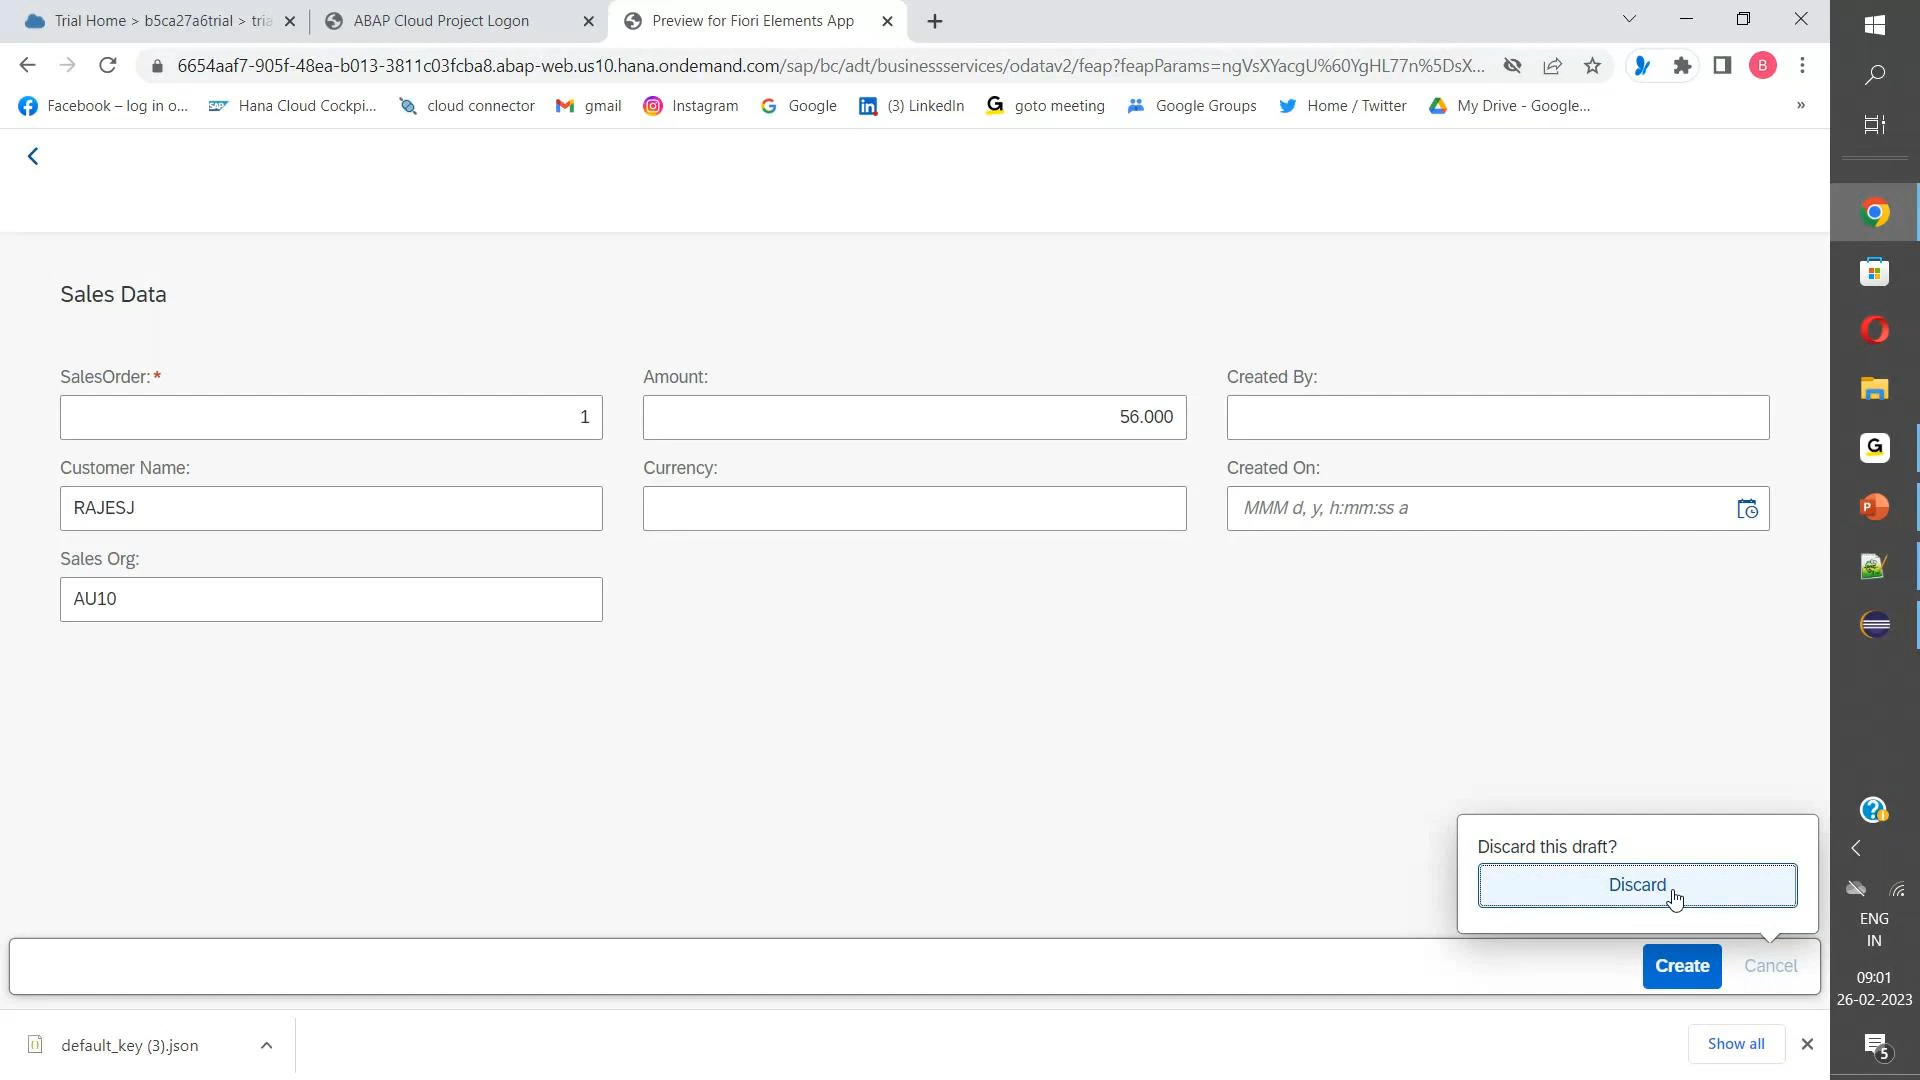 Trial Home > b5ca27a6trial > tria
ABAP Cloud Project Logon
Preview for Fiori Elements App
6654aaf7-905f-48ea-b013-3811c03fcba8.abap-web.us10.hana.ondemand.com/sap/bc/adt/businessservices/odatav2/feap?feapParams=ngVsXYacgU%60YgHL77n%5DsX...
B
Facebook – log in o...
SAP
Hana Cloud Cockpi...
cloud connector
gmail
Instagram
Google
(3) LinkedIn
goto meeting
Google Groups
Home / Twitter
My Drive - Google...
»
Sales Data
SalesOrder:*
Amount:
Created By:
1
56.000
Customer Name:
Currency:
Created On:
RAJESJ
MMM d, y, h:mm:ss a
Sales Org:
AU10
Discard this draft?
Discard
Create
Cancel
default_key (3).json
Show all
ENG
IN
09:01
26-02-2023
5